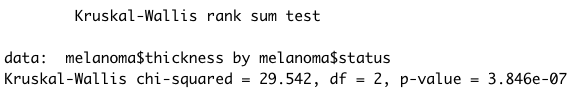 Kruskal-Wallis rank sum test
data:  melanoma$thickness by melanoma$status
Kruskal-Wallis chi-squared = 29.542, df = 2, p-value = 3.846e-07